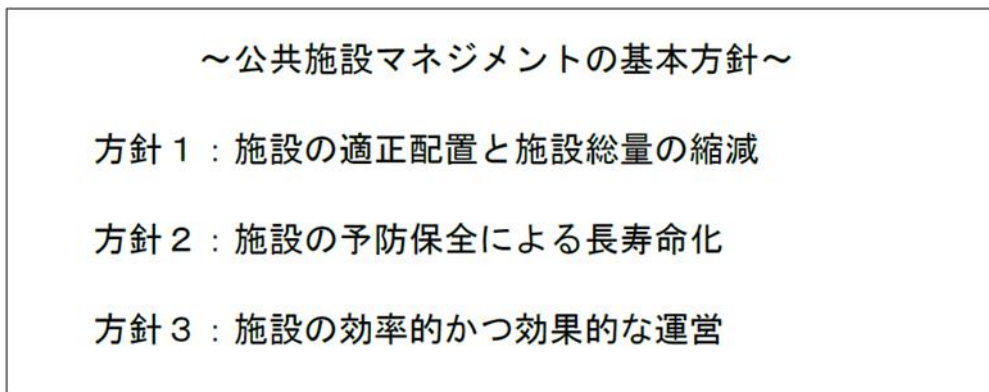 ～公共施設マネジメントの基本方針～
方針１：施設の適正配置と施設総量の縮減
方針２：施設の予防保全による長寿命化
方針３：施設の効率的かつ効果的な運営